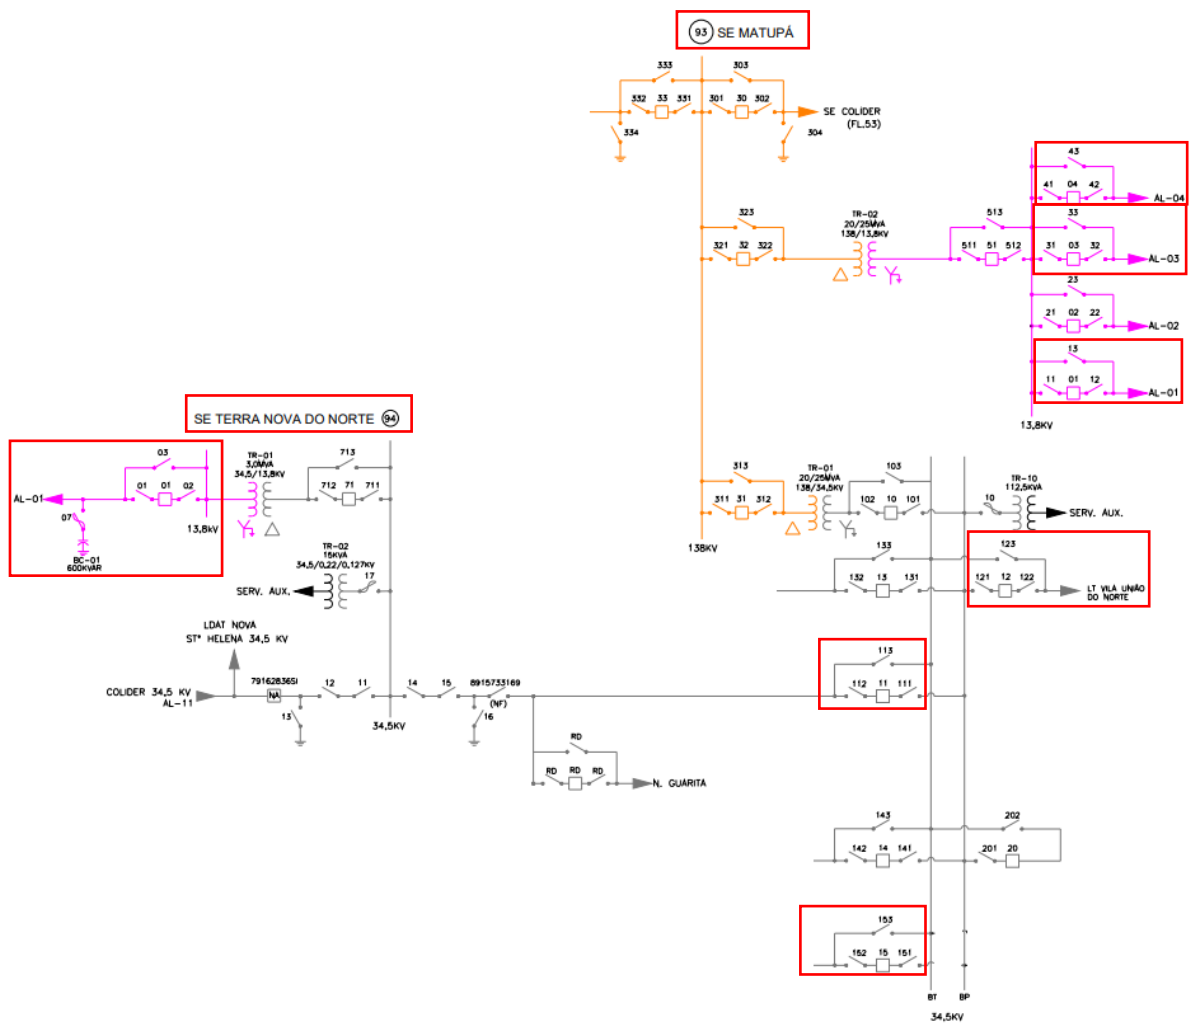 93 SE MATUPÁ
333
303
332
33
331
301
30
302
SE COLIDER
(FL.53)
334
304
43
41
04
42
AL-04
33
31
03
32
AL-03
23
21
02
22
AL-02
13
11
01
12
AL-01
13,8KV
TR-02
20/25MVA
138/13,8KV
323
321
32
322
513
511
51
512
SE TERRA NOVA DO NORTE 94
03
AL-01
01
01
02
07
BC-01
600KVAR
13,8kV
TR-01
3,0MVA
34,5/13,8KV
713
712
71
711
TR-02
15KVA
34,5/0,22/0,127KV
17
SERV. AUX.
313
311
31
312
138KV
TR-01
20/25MVA
138/34,5KV
103
102
10
101
TR-10
112,5KVA
10
SERV. AUX.
133
132
13
131
123
121
12
122
LT VILA UNIÃO
DO NORTE
LDAT NOVA
STª HELENA 34,5 KV
COLIDER 34,5 KV
AL-11
7916283651
NA
12
11
13
34,5KV
14
15
8915733169
(NF)
16
113
112
11
111
RD
RD
RD
RD
N. GUARITA
143
142
14
141
202
201
20
153
152
15
151
BT
BP
34,5KV